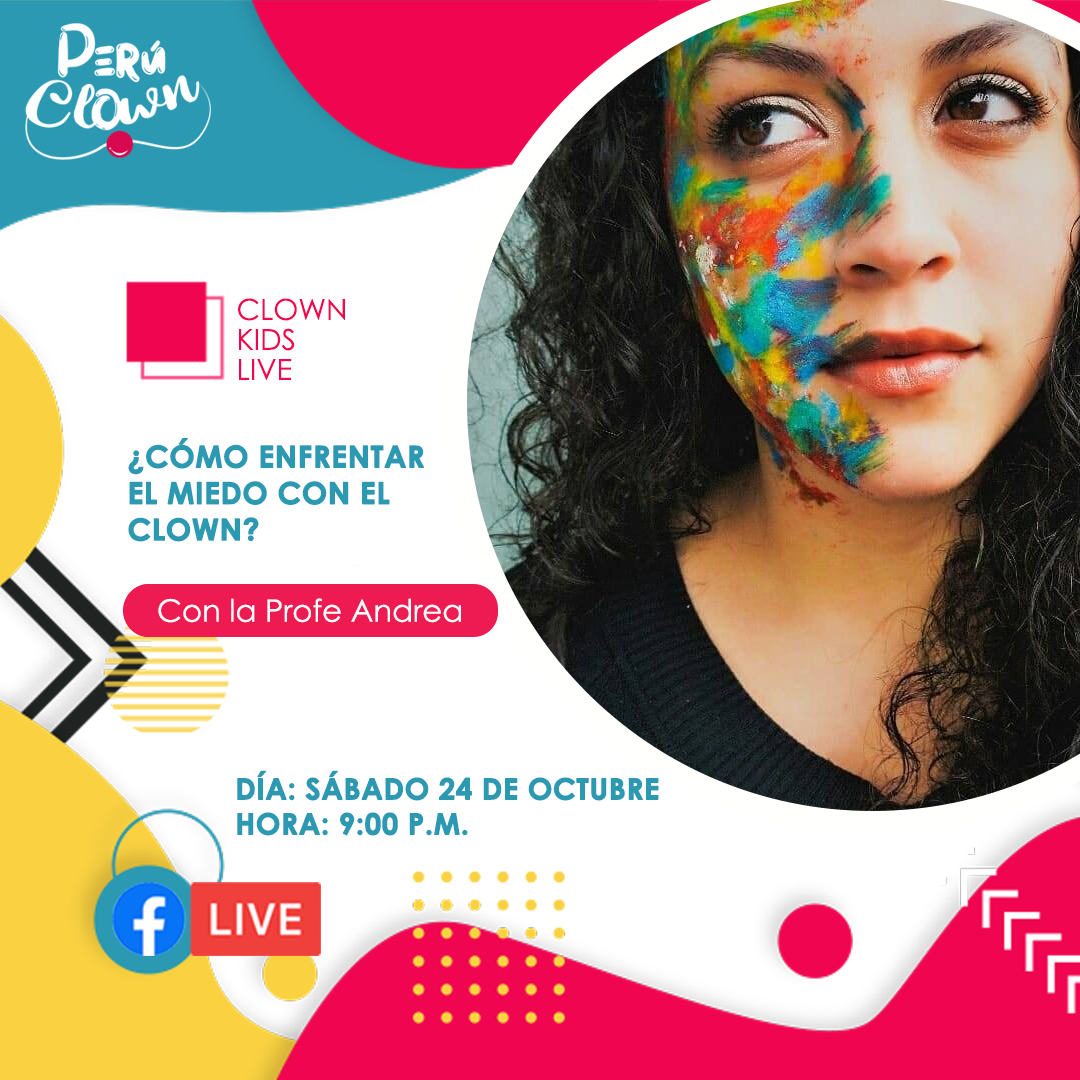 PERÚ
Clown
CLOWN
KIDS
LIVE
¿CÓMO ENFRENTAR
EL MIEDO CON EL
CLOWN?
Con la Profe Andrea
DÍA: SÁBADO 24 DE OCTUBRE
HORA: 9:00 P.M.
f LIVE